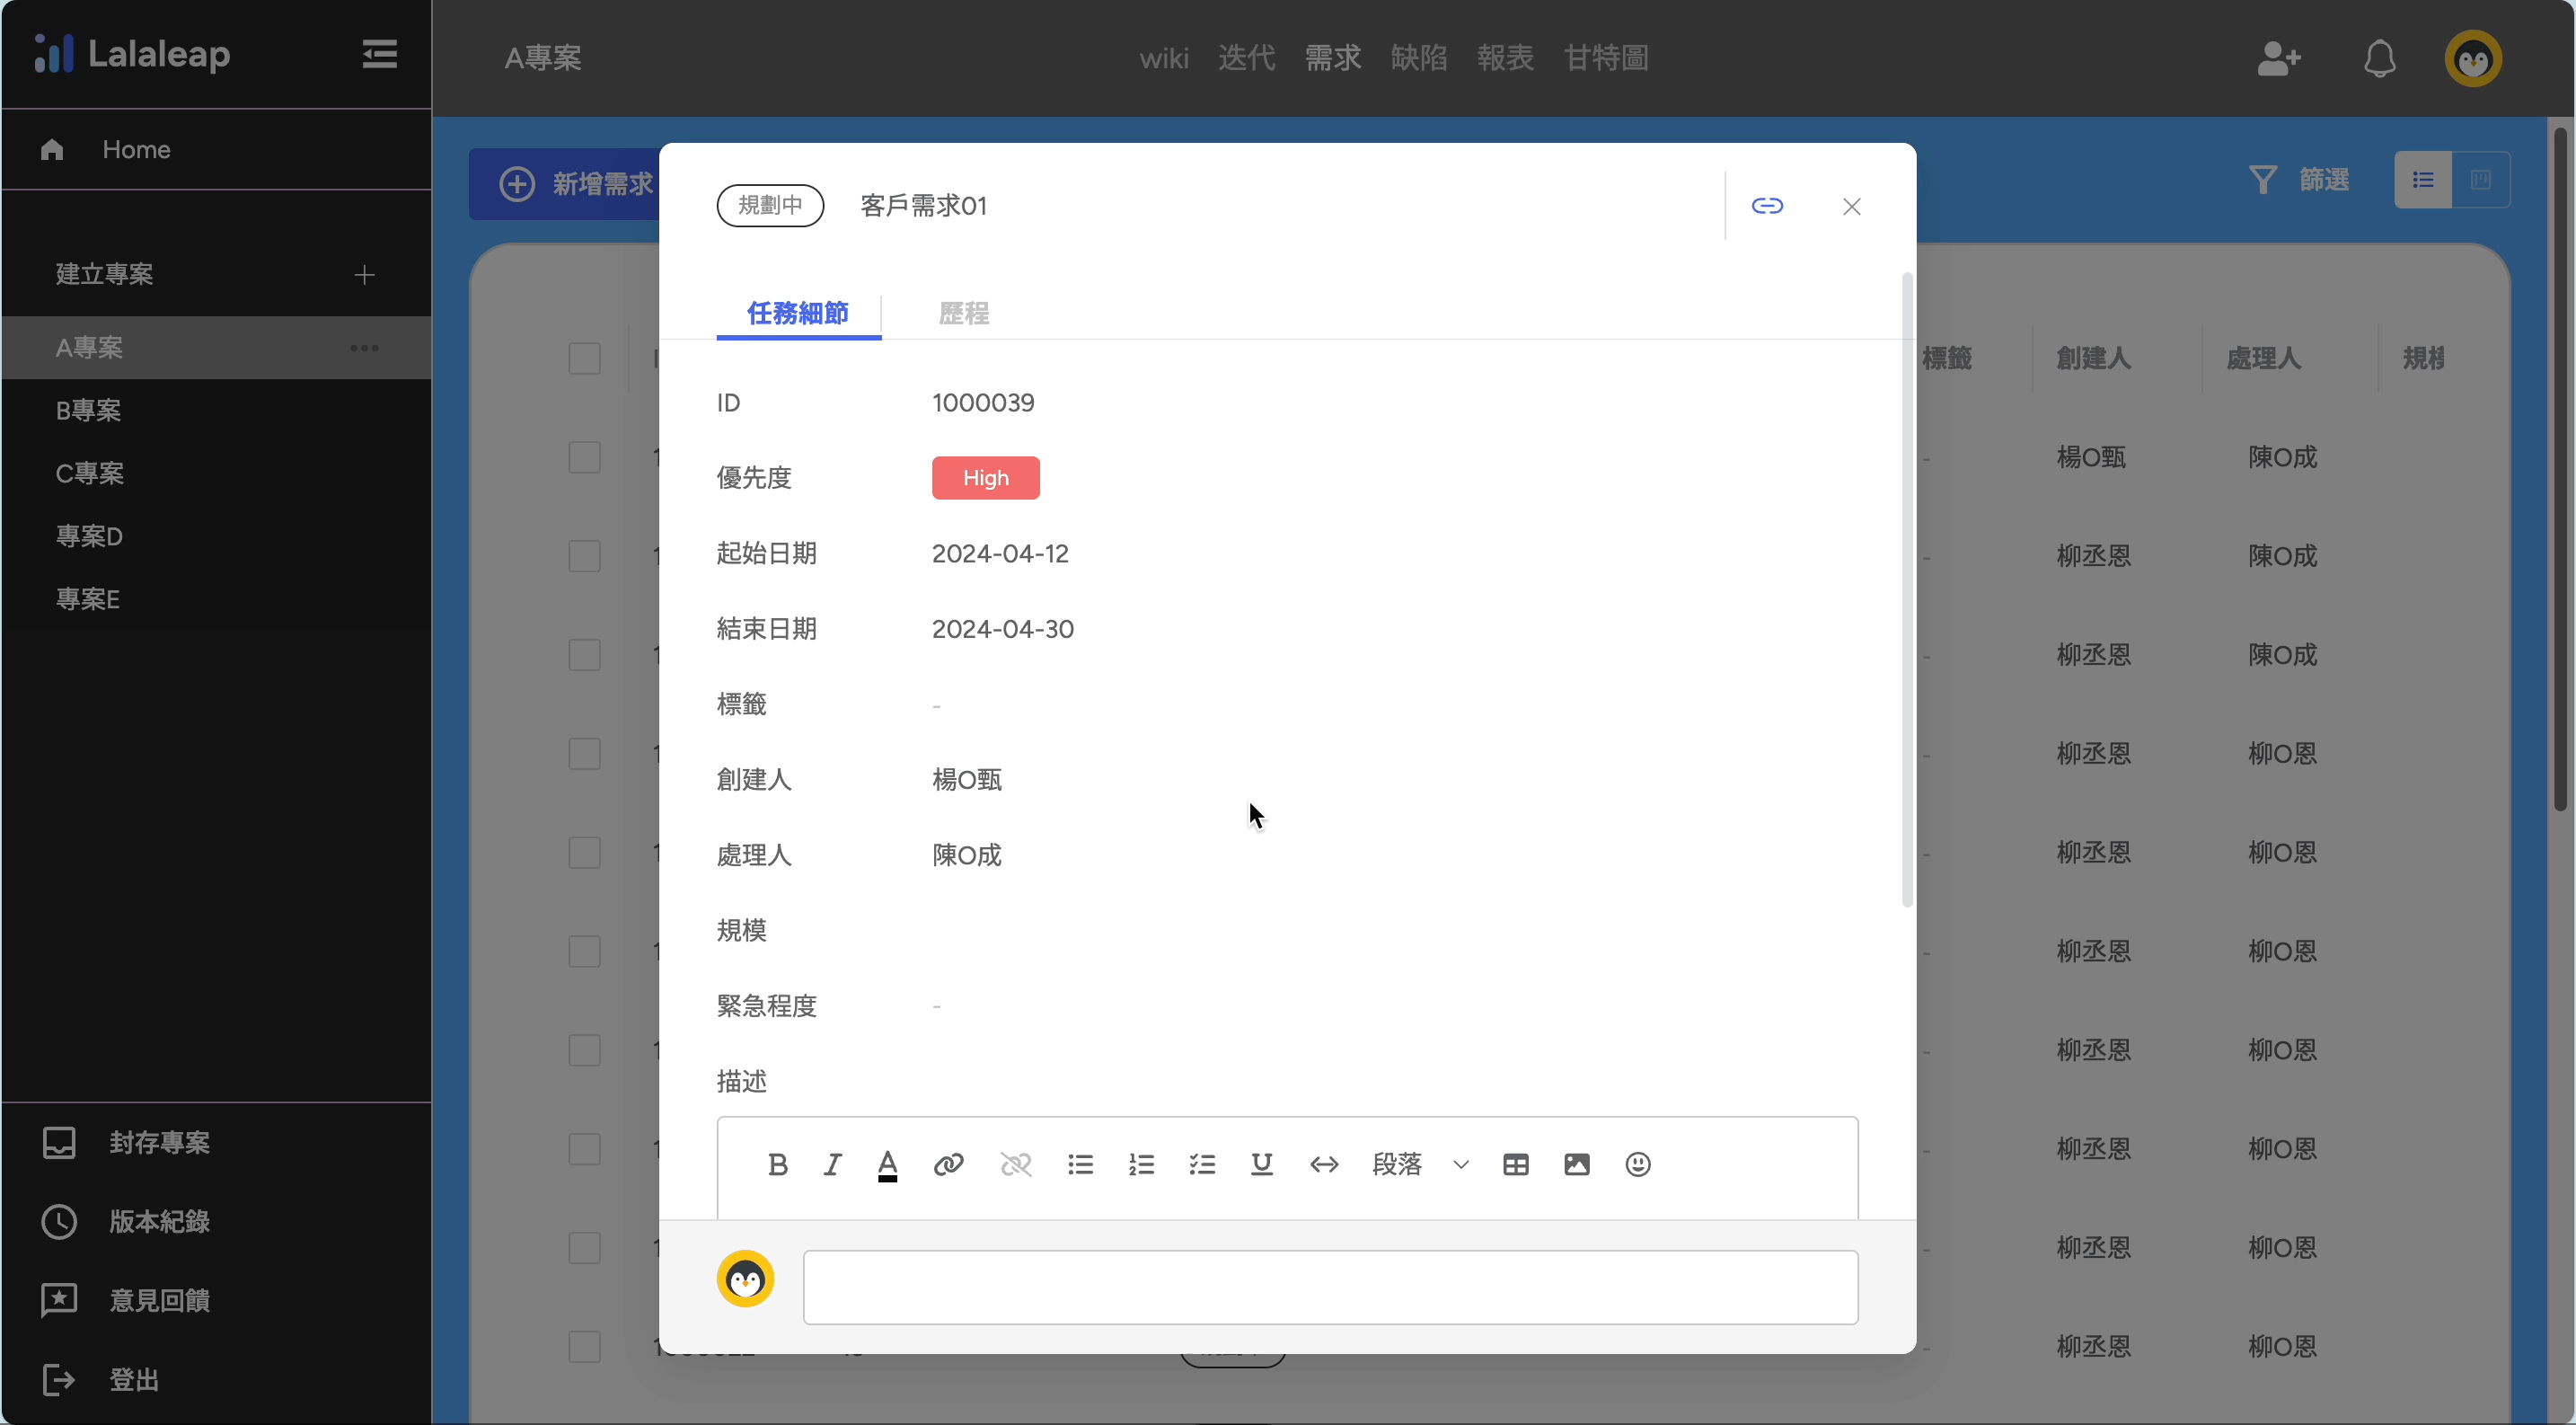 Lalaleap
A專案
wiki 迭代 需求 缺陷 報表 甘特圖
Home
新增需求
篩選
規劃中 客戶需求01
建立專案
任務細節 歷程
A專案
B專案
C專案
專案D
專案E
標籤 創建人 處理人
ID 1000039
優先度 High
起始日期 2024-04-12
結束日期 2024-04-30
標籤 -
創建人 楊O甄
處理人 陳O成
規模
緊急程度 -
描述
段落
- 楊O甄 陳O成
- 柳丞恩 陳O成
- 柳丞恩 陳O成
- 柳丞恩 柳O恩
- 柳丞恩 柳O恩
- 柳丞恩 柳O恩
- 柳丞恩 柳O恩
- 柳丞恩 柳O恩
- 柳丞恩 柳O恩
- 柳丞恩 柳O恩
封存專案
版本紀錄
意見回饋
登出